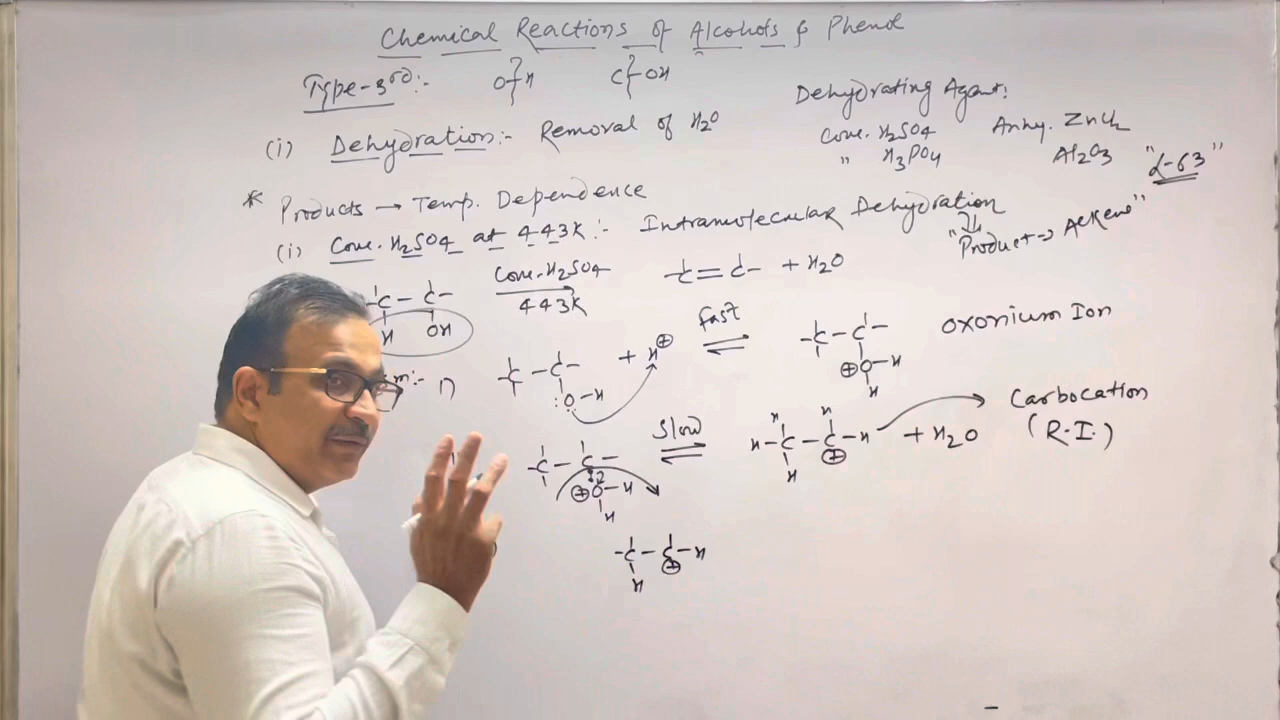 Chemical Reactions of Alcohols & Phenol
Type-3rd:- O-H C-OH
Dehydrating Agent:
(i) Dehydration:- Removal of H2O
Conc. H2SO4 Anhy. ZnCl2
" H3PO4 Al2O3 "L-63"
* Products → Temp. Dependence
(i) Conc. H2SO4 at 443K:- Intramolecular Dehydration
"Product → Alkene"
-C-C- Conc. H2SO4 -C=C- + H2O
H OH 443K
m:- 1) -C-C- + H⊕ Fast ⇌ -C-C- Oxonium Ion
:O-H ⊕O-H
H
-C-C- Slow ⇌ H-C-C-H + H2O → Carbocation
H H ⊕ (R.I.)
⊕O-H
H
-C-C-H
H ⊕